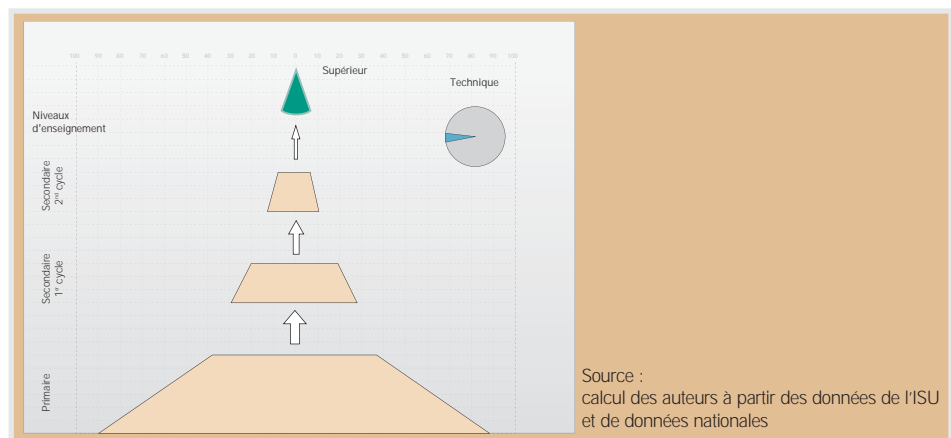 100 90 80 70 60 50 40 30 20 10 0 10 20 30 40 50 60 70 80 90 100
Supérieur
Technique
Niveaux
d'enseignement
Secondaire
2nd cycle
Secondaire
1er cycle
Primaire
Source :
calcul des auteurs à partir des données de l'ISU
et de données nationales